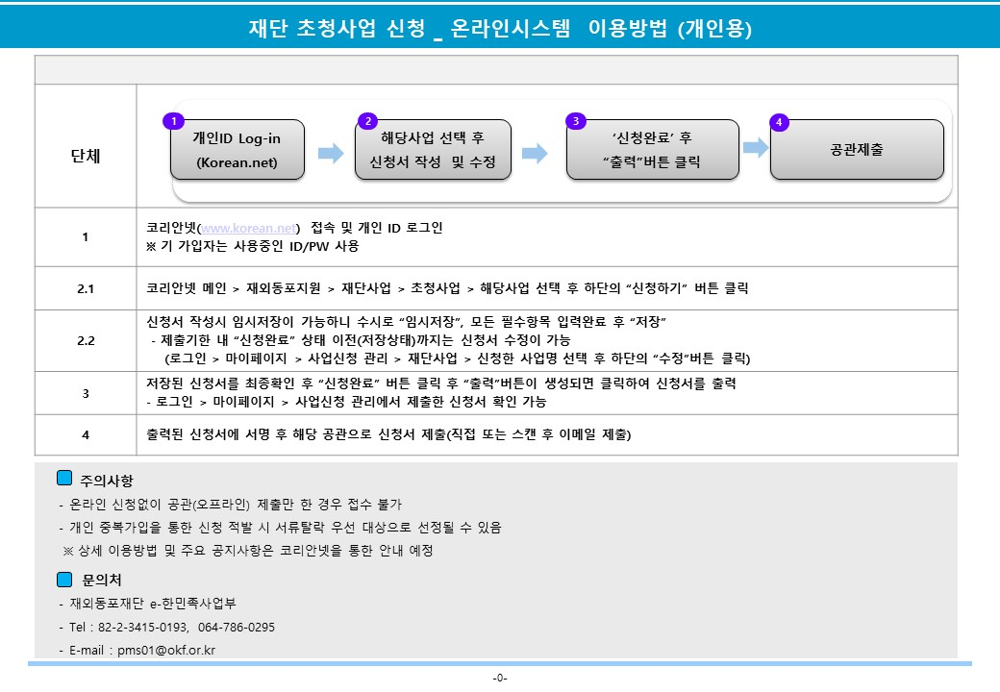 재단 초청사업 신청 _ 온라인시스템 이용방법 (개인용)
단체
1
개인ID Log-in
(Korean.net)
2
해당사업 선택 후
신청서 작성 및 수정
3
‘신청완료’ 후
“출력”버튼 클릭
4
공관제출
1
코리안넷(www.korean.net) 접속 및 개인 ID 로그인
※ 기 가입자는 사용중인 ID/PW 사용
2.1
코리안넷 메인 > 재외동포지원 > 재단사업 > 초청사업 > 해당사업 선택 후 하단의 “신청하기” 버튼 클릭
2.2
신청서 작성시 임시저장이 가능하니 수시로 “임시저장”, 모든 필수항목 입력완료 후 “저장”
- 제출기한 내 “신청완료” 상태 이전(저장상태)까지는 신청서 수정이 가능
(로그인 > 마이페이지 > 사업신청 관리 > 재단사업 > 신청한 사업명 선택 후 하단의 “수정”버튼 클릭)
3
저장된 신청서를 최종확인 후 “신청완료” 버튼 클릭 후 “출력”버튼이 생성되면 클릭하여 신청서를 출력
- 로그인 > 마이페이지 > 사업신청 관리에서 제출한 신청서 확인 가능
4
출력된 신청서에 서명 후 해당 공관으로 신청서 제출(직접 또는 스캔 후 이메일 제출)
주의사항
- 온라인 신청없이 공관(오프라인) 제출만 한 경우 접수 불가
- 개인 중복가입을 통한 신청 적발 시 서류탈락 우선 대상으로 선정될 수 있음
※ 상세 이용방법 및 주요 공지사항은 코리안넷을 통한 안내 예정
문의처
- 재외동포재단 e-한민족사업부
- Tel : 82-2-3415-0193, 064-786-0295
- E-mail : pms01@okf.or.kr
-0-